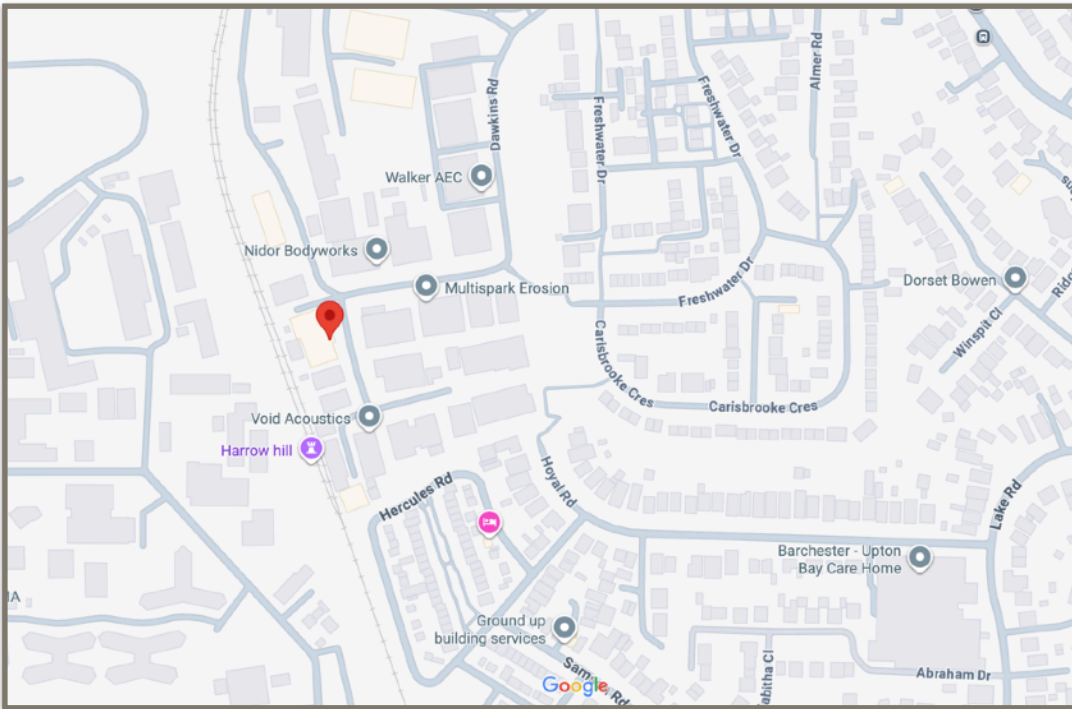 Dawkins Rd
Freshwater Dr
Freshwater Dr
Almer Rd
Walker AEC
Nidor Bodyworks
Multispark Erosion
Freshwater Dr
Dorset Bowen
Winspit Cl
Carisbrooke Cres
Carisbrooke Cres
Void Acoustics
Harrow hill
Hercules Rd
Hoyal Rd
Lake Rd
Barchester - Upton
Bay Care Home
IA
Ground up
building services
Google
Abraham Dr